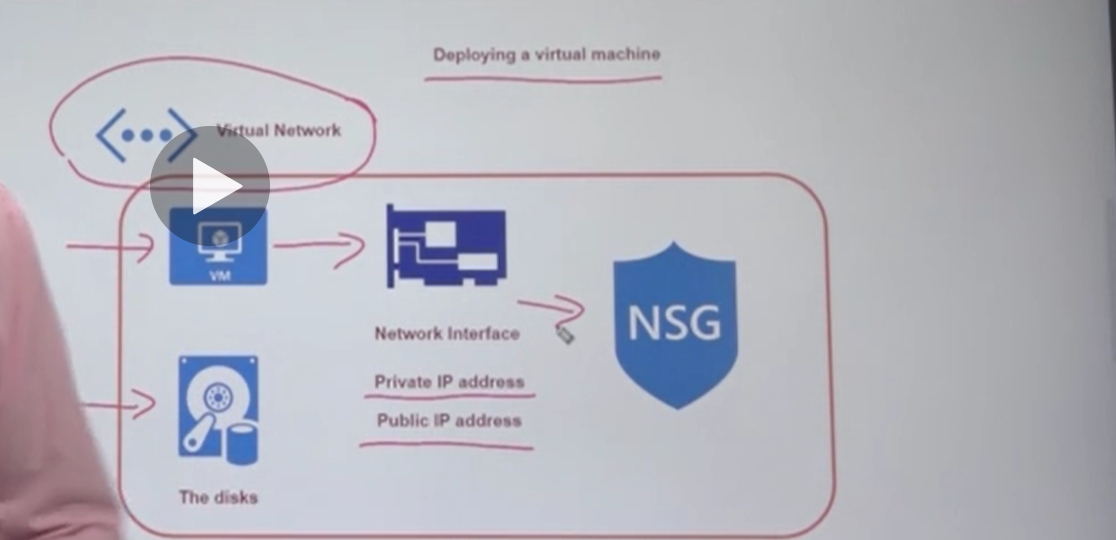 Deploying a virtual machine
Virtual Network
VM
NSG
Network Interface
Private IP address
Public IP address
The disks